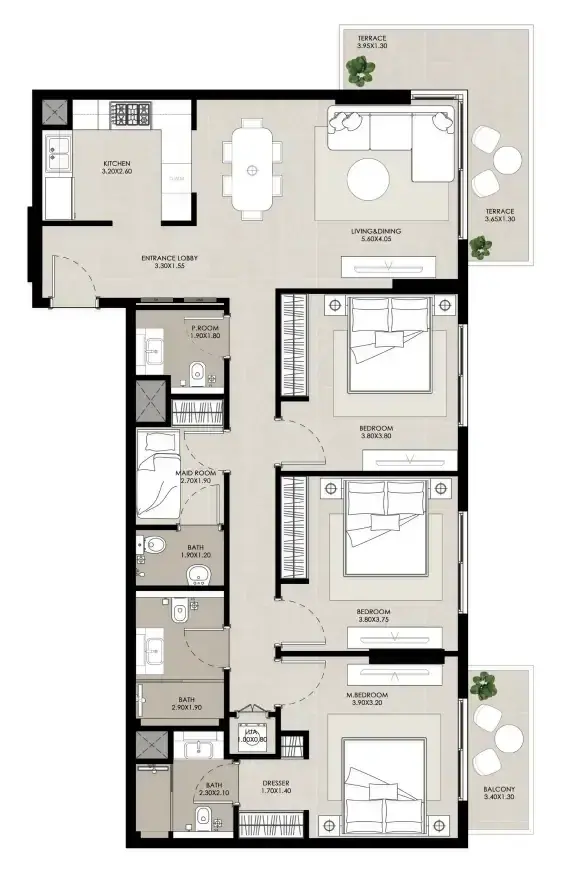 TERRACE
3.95X1.30
KITCHEN
3.20X2.60
TERRACE
3.65X1.30
LIVING&DINING
5.60X4.05
ENTRANCE LOBBY
3.30X1.55
P.ROOM
1.90X1.80
BEDROOM
3.80X3.80
MAID ROOM
2.70X1.90
BATH
1.90X1.20
BEDROOM
3.80X3.75
BATH
2.90X1.90
M.BEDROOM
3.90X3.20
1.00X0.80
DRESSER
1.70X1.40
BATH
2.30X2.10
BALCONY
3.40X1.30